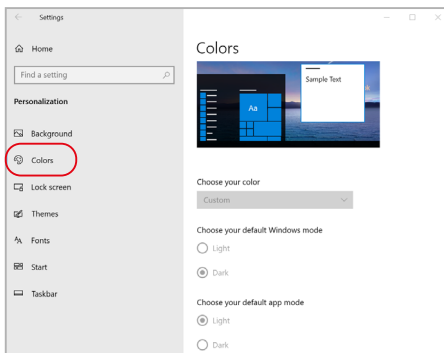 Settings
Home
Find a setting
Personalization
Background
Colors
Lock screen
Themes
Fonts
Start
Taskbar
Colors
Sample Text
Aa
Choose your color
Custom
Choose your default Windows mode
Light
Dark
Choose your default app mode
Light
Dark